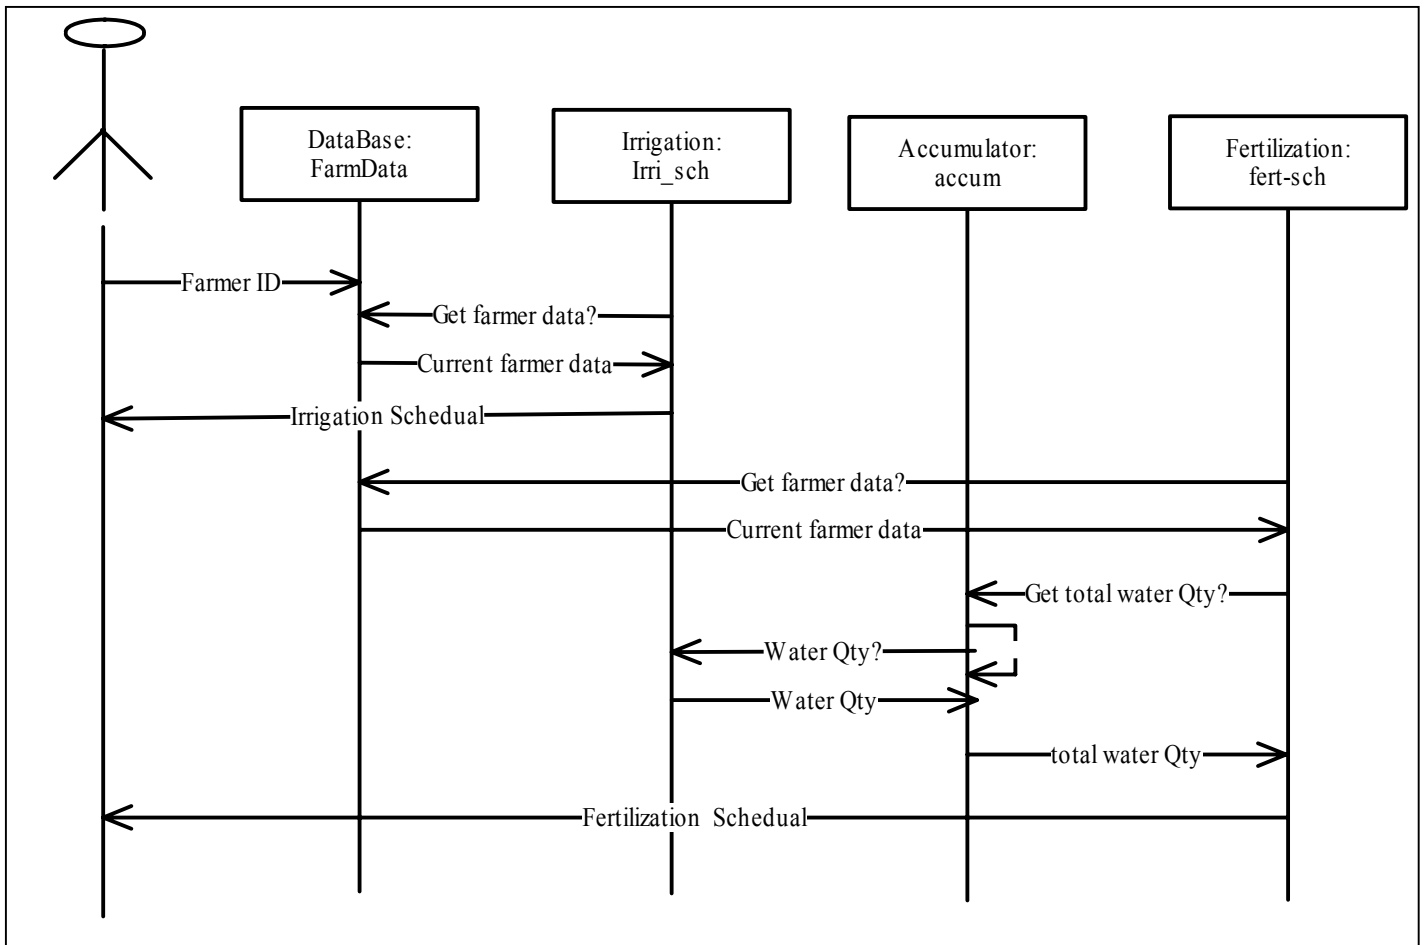 DataBase:
FarmData
Irrigation:
Irri_sch
Accumulator:
accum
Fertilization:
fert-sch
Farmer ID
Get farmer data?
Current farmer data
Irrigation Schedual
Get farmer data?
Current farmer data
Get total water Qty?
Water Qty?
Water Qty
total water Qty
Fertilization Schedual